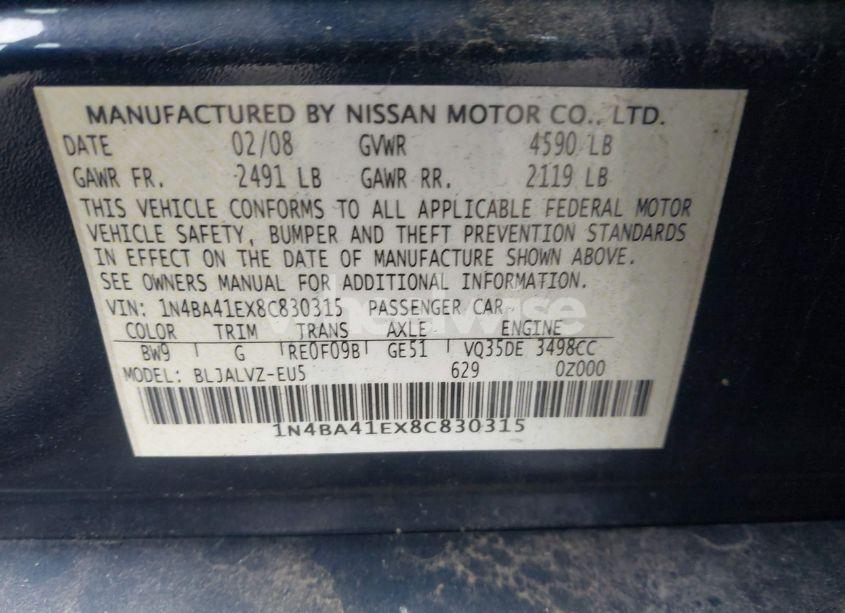 MANUFACTURED BY NISSAN MOTOR CO., LTD.
DATE 02/08 GVWR 4590 LB
GAWR FR. 2491 LB GAWR RR. 2119 LB
THIS VEHICLE CONFORMS TO ALL APPLICABLE FEDERAL MOTOR
VEHICLE SAFETY, BUMPER AND THEFT PREVENTION STANDARDS
IN EFFECT ON THE DATE OF MANUFACTURE SHOWN ABOVE.
SEE OWNERS MANUAL FOR ADDITIONAL INFORMATION.
VIN: 1N4BA41EX8C830315 PASSENGER CAR
COLOR TRIM TRANS AXLE ENGINE
BW9 G RE0F09B GE51 VQ35DE 3498CC
MODEL: BLJALVZ-EU5 629 0Z000
1N4BA41EX8C830315